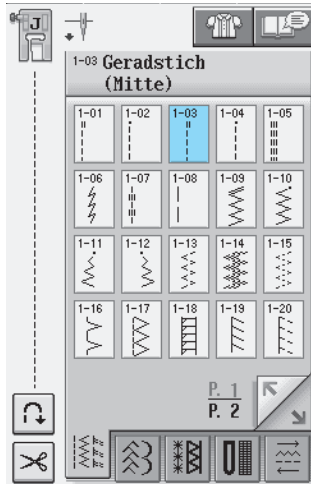 J
1-03 Geradstich
(Mitte)
1-01 1-02 1-03 1-04 1-05
1-06 1-07 1-08 1-09 1-10
1-11 1-12 1-13 1-14 1-15
1-16 1-17 1-18 1-19 1-20
P. 1
P. 2